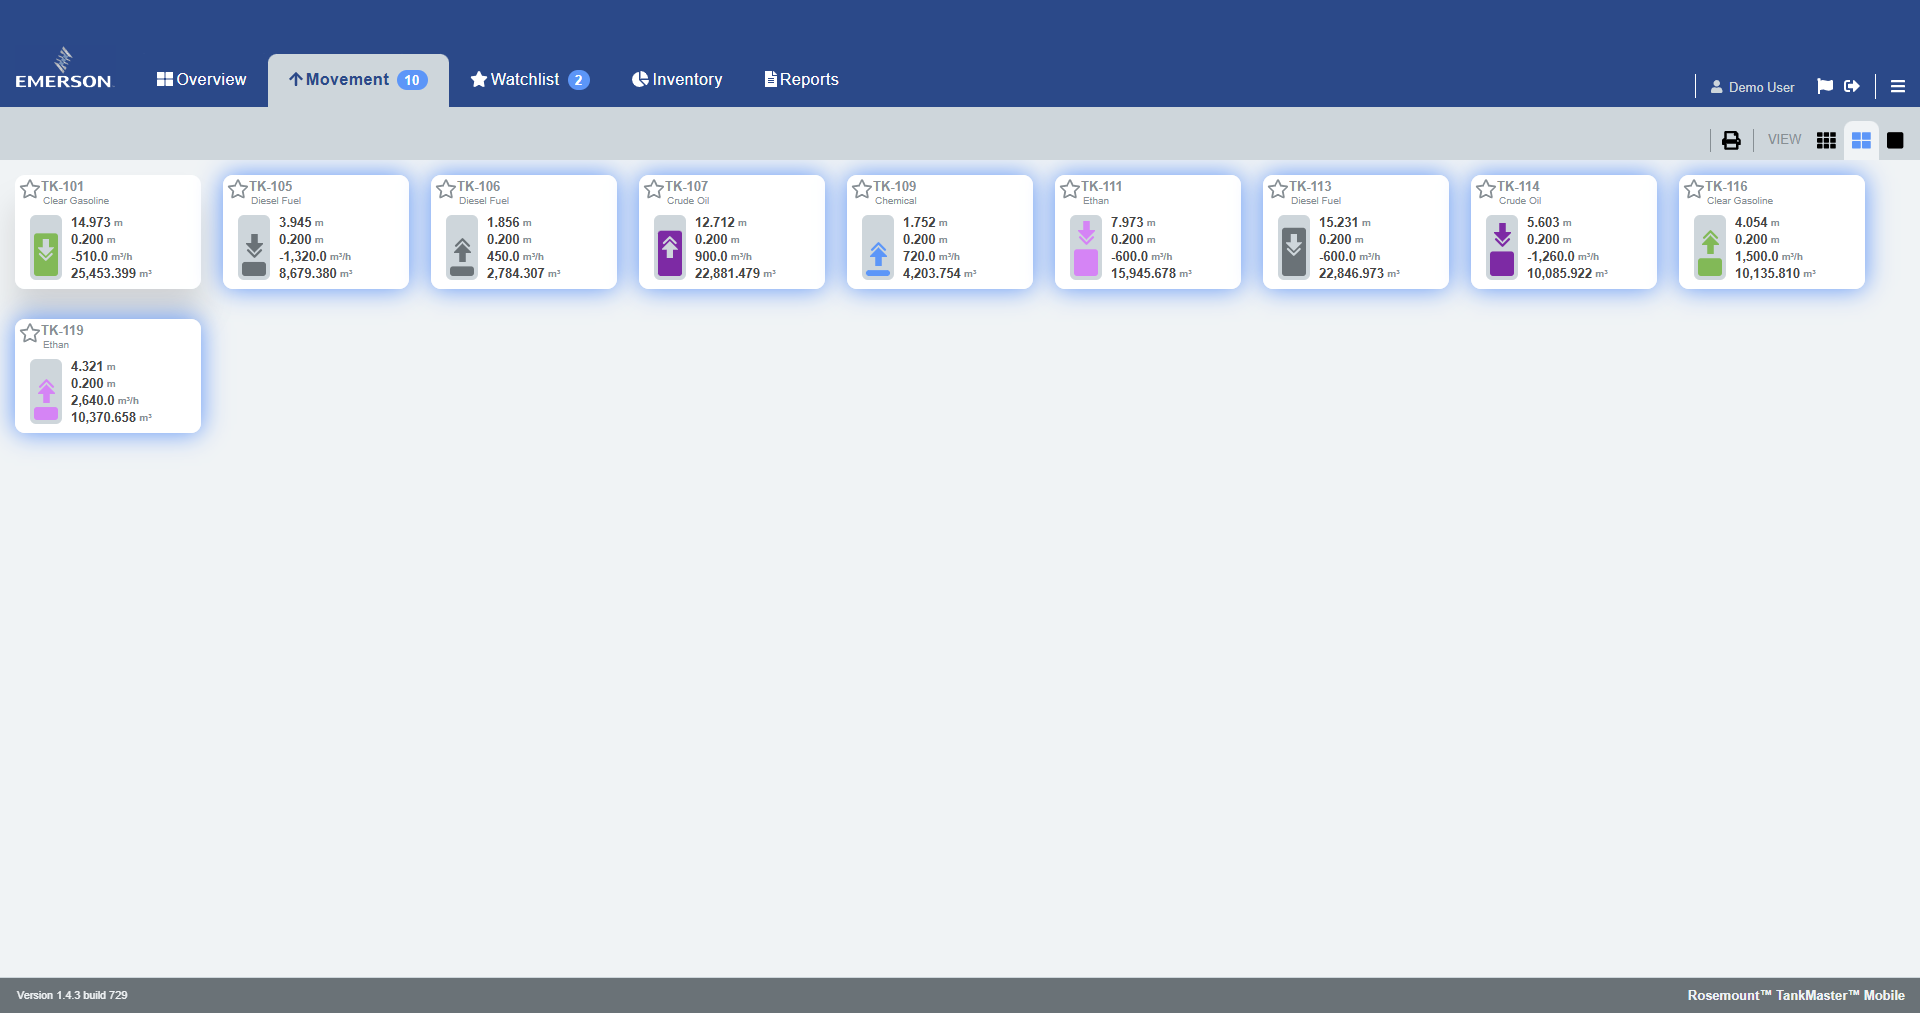 EMERSON
Overview
Movement 10
Watchlist 2
Inventory
Reports
Demo User
VIEW
TK-101
Clear Gasoline
14.973 m
0.200 m
-510.0 m³/h
25,453.399 m³
TK-105
Diesel Fuel
3.945 m
0.200 m
-1,320.0 m³/h
8,679.380 m³
TK-106
Diesel Fuel
1.856 m
0.200 m
450.0 m³/h
2,784.307 m³
TK-107
Crude Oil
12.712 m
0.200 m
900.0 m³/h
22,881.479 m³
TK-109
Chemical
1.752 m
0.200 m
720.0 m³/h
4,203.754 m³
TK-111
Ethan
7.973 m
0.200 m
-600.0 m³/h
15,945.678 m³
TK-113
Diesel Fuel
15.231 m
0.200 m
-600.0 m³/h
22,846.973 m³
TK-114
Crude Oil
5.603 m
0.200 m
-1,260.0 m³/h
10,085.922 m³
TK-116
Clear Gasoline
4.054 m
0.200 m
1,500.0 m³/h
10,135.810 m³
TK-119
Ethan
4.321 m
0.200 m
2,640.0 m³/h
10,370.658 m³
Version 1.4.3 build 729
Rosemount™ TankMaster™ Mobile